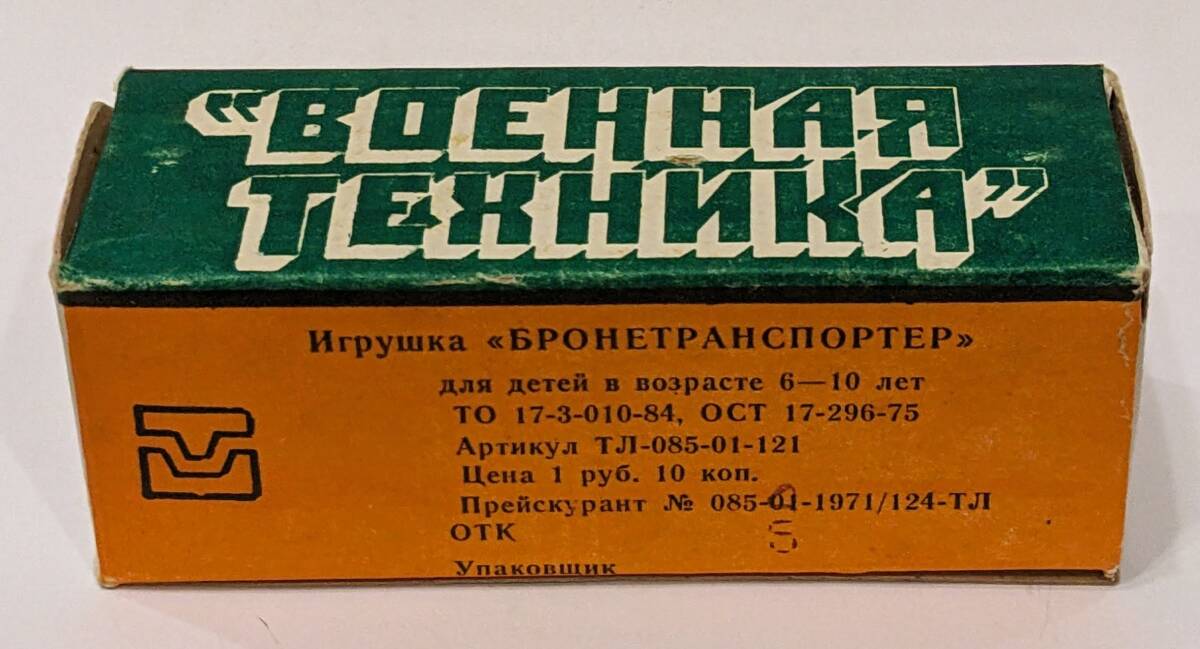 “ВОЕННАЯ
ТЕХНИКА”
Игрушка «БРОНЕТРАНСПОРТЕР»
для детей в возрасте 6—10 лет
ТО 17-3-010-84, ОСТ 17-296-75
Артикул ТЛ-085-01-121
Цена 1 руб. 10 коп.
Прейскурант № 085-01-1971/124-ТЛ
ОТК
5
Упаковщик